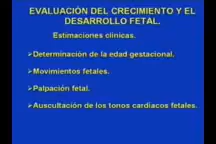 EVALUACIÓN DEL CRECIMIENTO Y EL
DESARROLLO FETAL.
Estimaciones clínicas.
➢Determinación de la edad gestacional.
➢Movimientos fetales.
➢Palpación fetal.
➢Auscultación de los tonos cardíacos fetales.